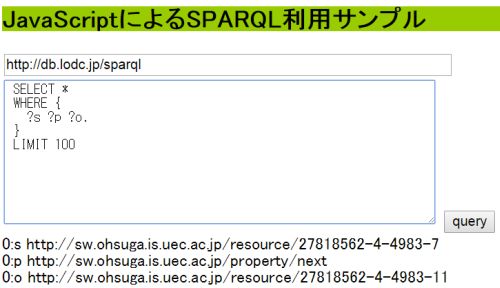 JavaScriptによるSPARQL利用サンプル
http://db.lodc.jp/sparql
SELECT *
WHERE {
?s ?p ?o.
}
LIMIT 100
query
0:s http://sw.ohsuga.is.uec.ac.jp/resource/27818562-4-4983-7
0:p http://sw.ohsuga.is.uec.ac.jp/property/next
0:o http://sw.ohsuga.is.uec.ac.jp/resource/27818562-4-4983-11